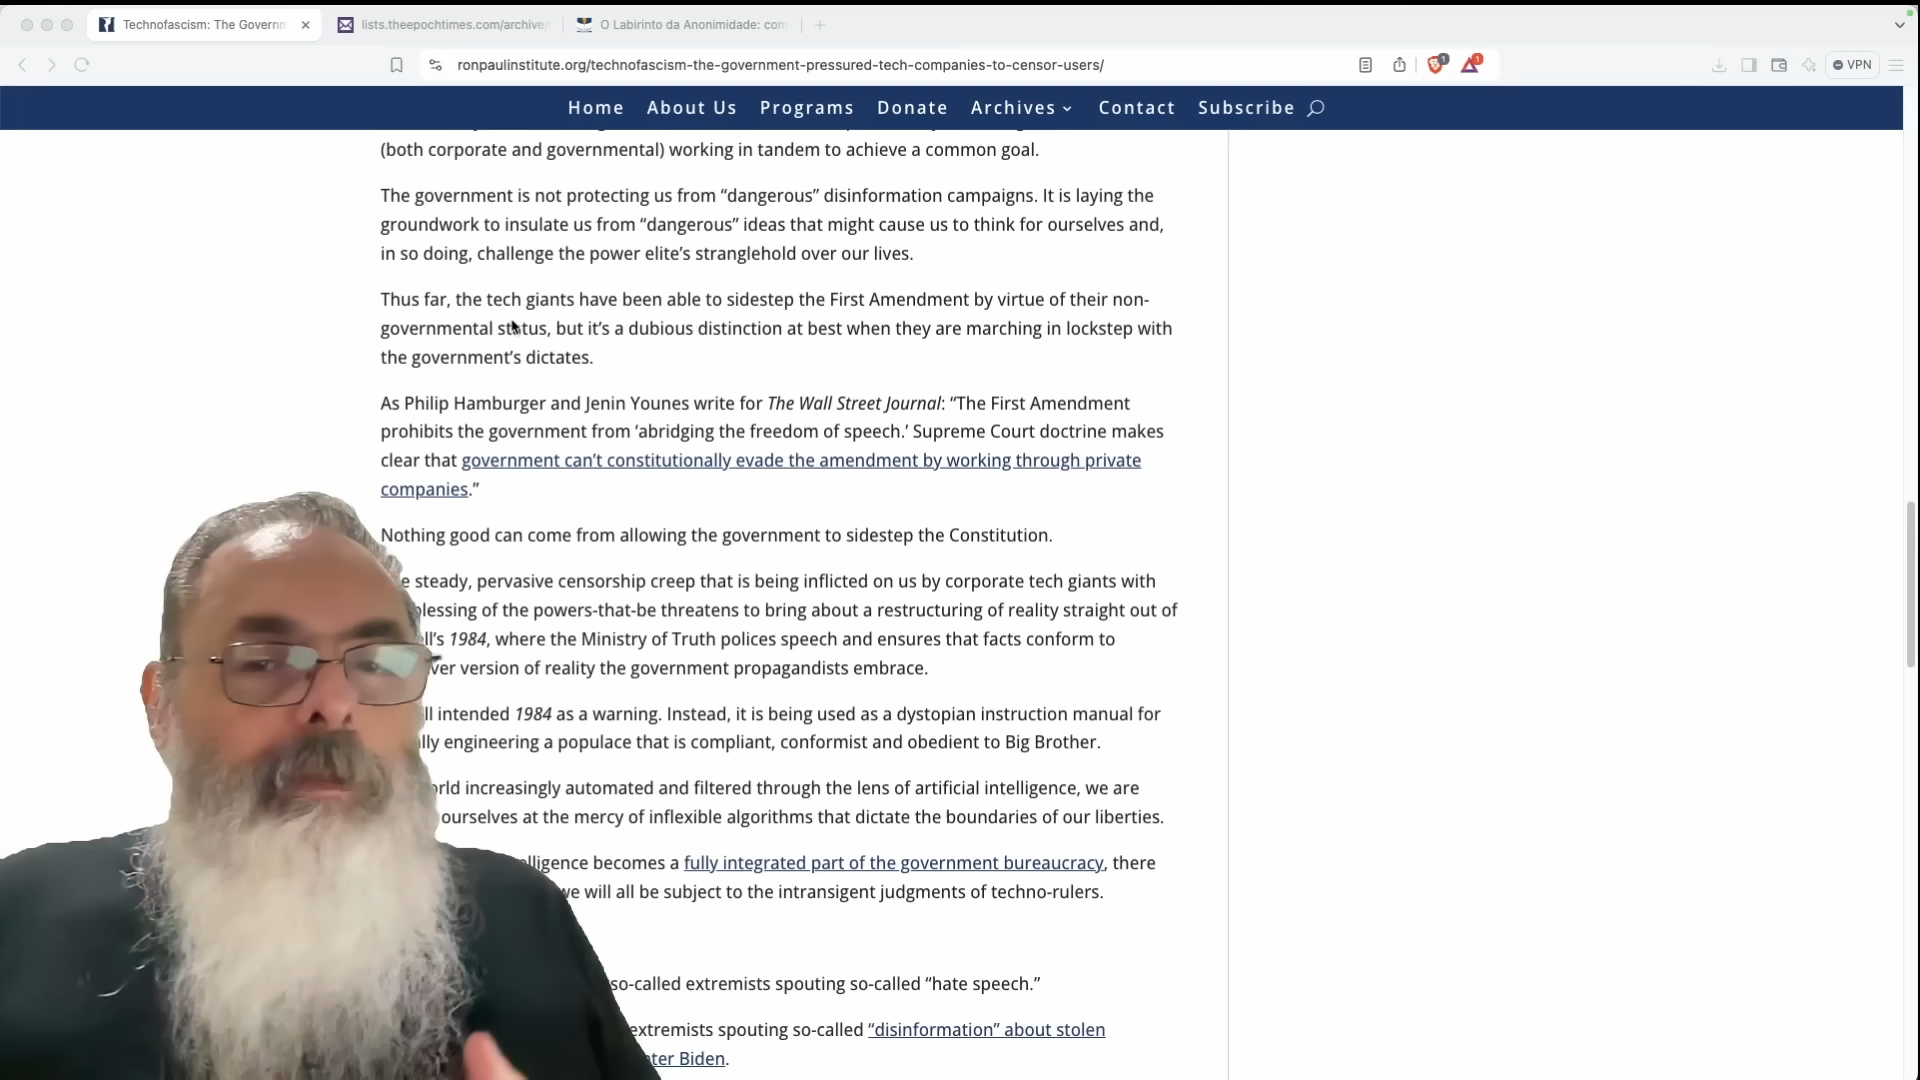 Technofascism: The Governm
lists.theepochtimes.com/archive/
O Labirinto da Anonimidade: com
ronpaulinstitute.org/technofascism-the-government-pressured-tech-companies-to-censor-users/
1
1
VPN
Home About Us Programs Donate Archives Contact Subscribe
(both corporate and governmental) working in tandem to achieve a common goal.
The government is not protecting us from “dangerous” disinformation campaigns. It is laying the
groundwork to insulate us from “dangerous” ideas that might cause us to think for ourselves and,
in so doing, challenge the power elite’s stranglehold over our lives.
Thus far, the tech giants have been able to sidestep the First Amendment by virtue of their non-
governmental status, but it’s a dubious distinction at best when they are marching in lockstep with
the government’s dictates.
As Philip Hamburger and Jenin Younes write for The Wall Street Journal: “The First Amendment
prohibits the government from ‘abridging the freedom of speech.’ Supreme Court doctrine makes
clear that government can’t constitutionally evade the amendment by working through private
companies.”
Nothing good can come from allowing the government to sidestep the Constitution.
e steady, pervasive censorship creep that is being inflicted on us by corporate tech giants with
blessing of the powers-that-be threatens to bring about a restructuring of reality straight out of
ell’s 1984, where the Ministry of Truth polices speech and ensures that facts conform to
ver version of reality the government propagandists embrace.
ll intended 1984 as a warning. Instead, it is being used as a dystopian instruction manual for
lly engineering a populace that is compliant, conformist and obedient to Big Brother.
orld increasingly automated and filtered through the lens of artificial intelligence, we are
ourselves at the mercy of inflexible algorithms that dictate the boundaries of our liberties.
elligence becomes a fully integrated part of the government bureaucracy, there
we will all be subject to the intransigent judgments of techno-rulers.
so-called extremists spouting so-called “hate speech.”
extremists spouting so-called “disinformation” about stolen
nter Biden.